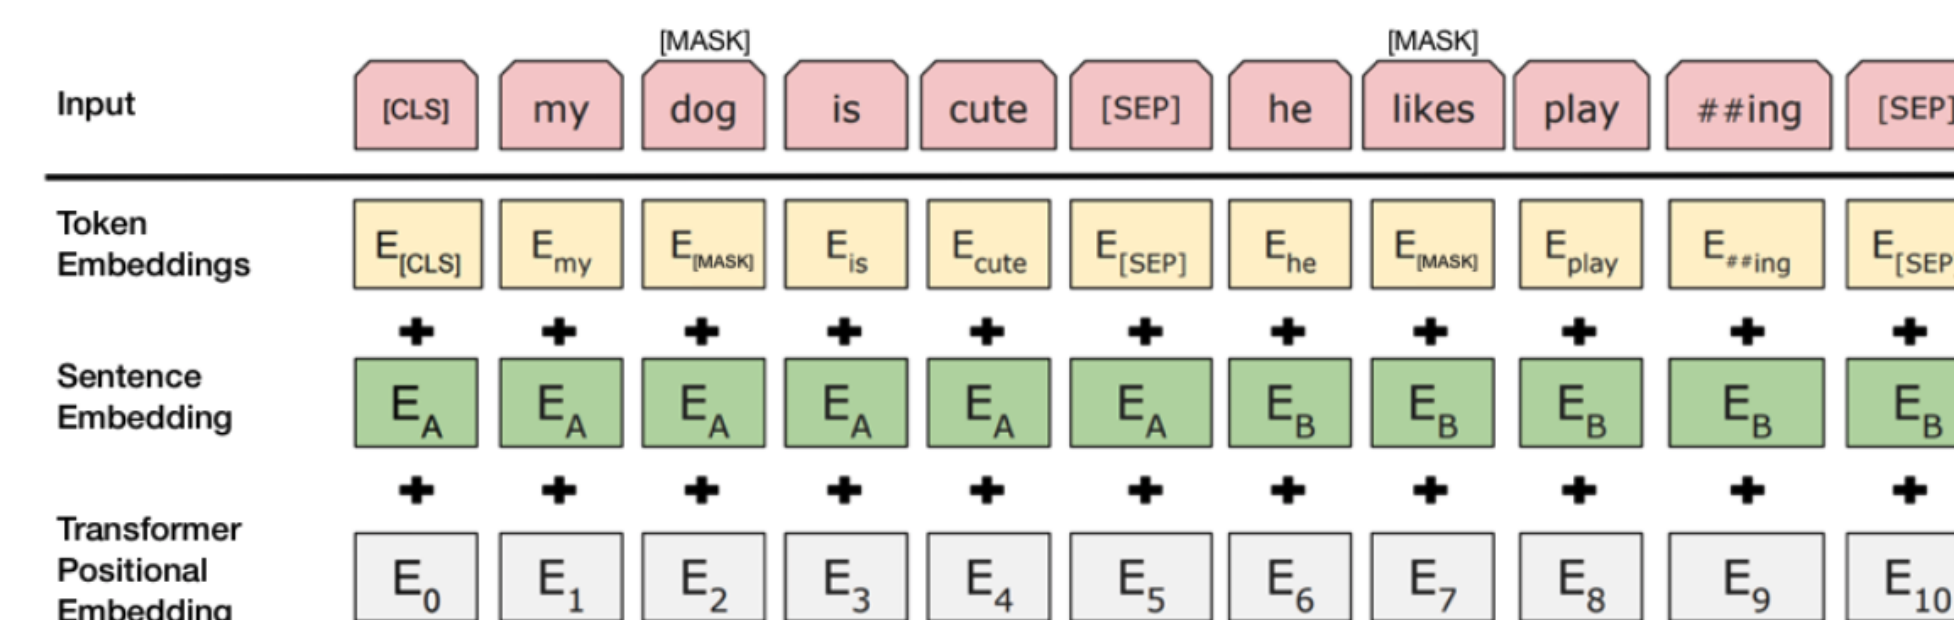 [MASK] [MASK]
Input [CLS] my dog is cute [SEP] he likes play ##ing [SEP]
Token
Embeddings
E[CLS] Emy E[MASK] Eis Ecute E[SEP] Ehe E[MASK] Eplay E##ing E[SEP
+ + + + + + + + + + +
Sentence
Embedding
EA EA EA EA EA EA EB EB EB EB EB
+ + + + + + + + + + +
Transformer
Positional
Embedding
E0 E1 E2 E3 E4 E5 E6 E7 E8 E9 E10